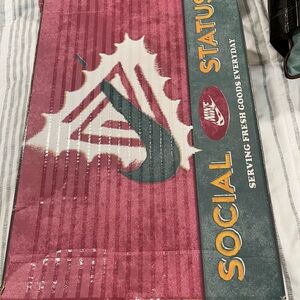 SOCIAL STATUS
NIKE
SERVING FRESH GOODS EVERYDAY